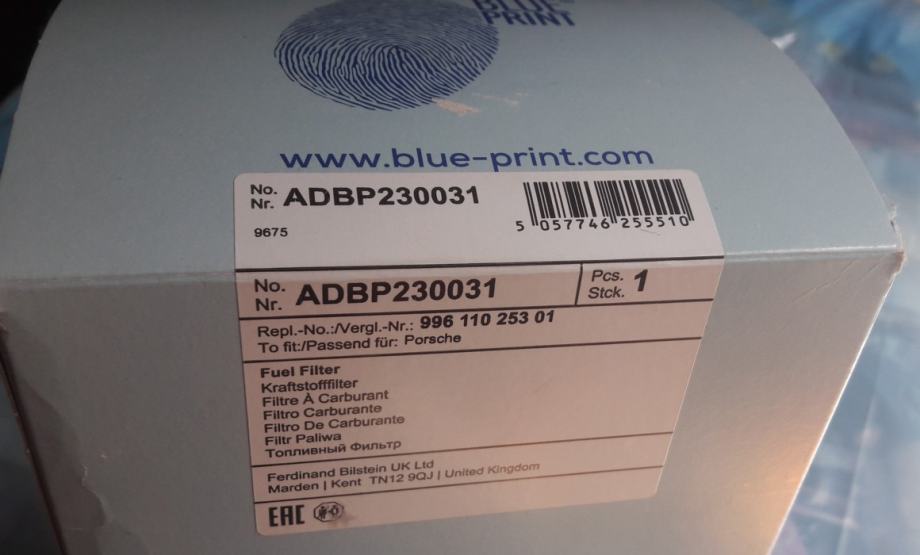 BLUE
PRINT
www.blue-print.com
No.
Nr. ADBP230031
9675
5 057746 255510
No.
Nr. ADBP230031
Pcs.
Stck. 1
Repl.-No.:/Vergl.-Nr.: 996 110 253 01
To fit:/Passend für: Porsche
Fuel Filter
Kraftstofffilter
Filtre À Carburant
Filtro Carburante
Filtro De Carburante
Filtr Paliwa
Топливный Фильтр
Ferdinand Bilstein UK Ltd
Marden | Kent TN12 9QJ | United Kingdom
EAC